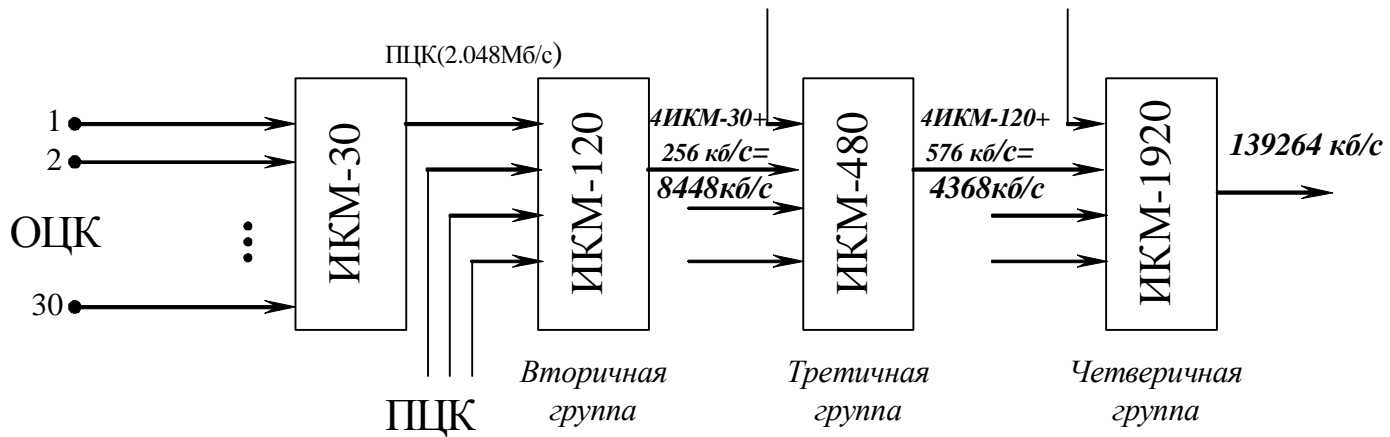 ПЦК(2.048Мб/с)
1
2
ОЦК
30
ИКМ-30
ИКМ-120
4ИКМ-30+
256 кб/с=
8448кб/с
ИКМ-480
4ИКМ-120+
576 кб/с=
4368кб/с
ИКМ-1920
139264 кб/с
ПЦК
Вторичная
группа
Третичная
группа
Четверичная
группа